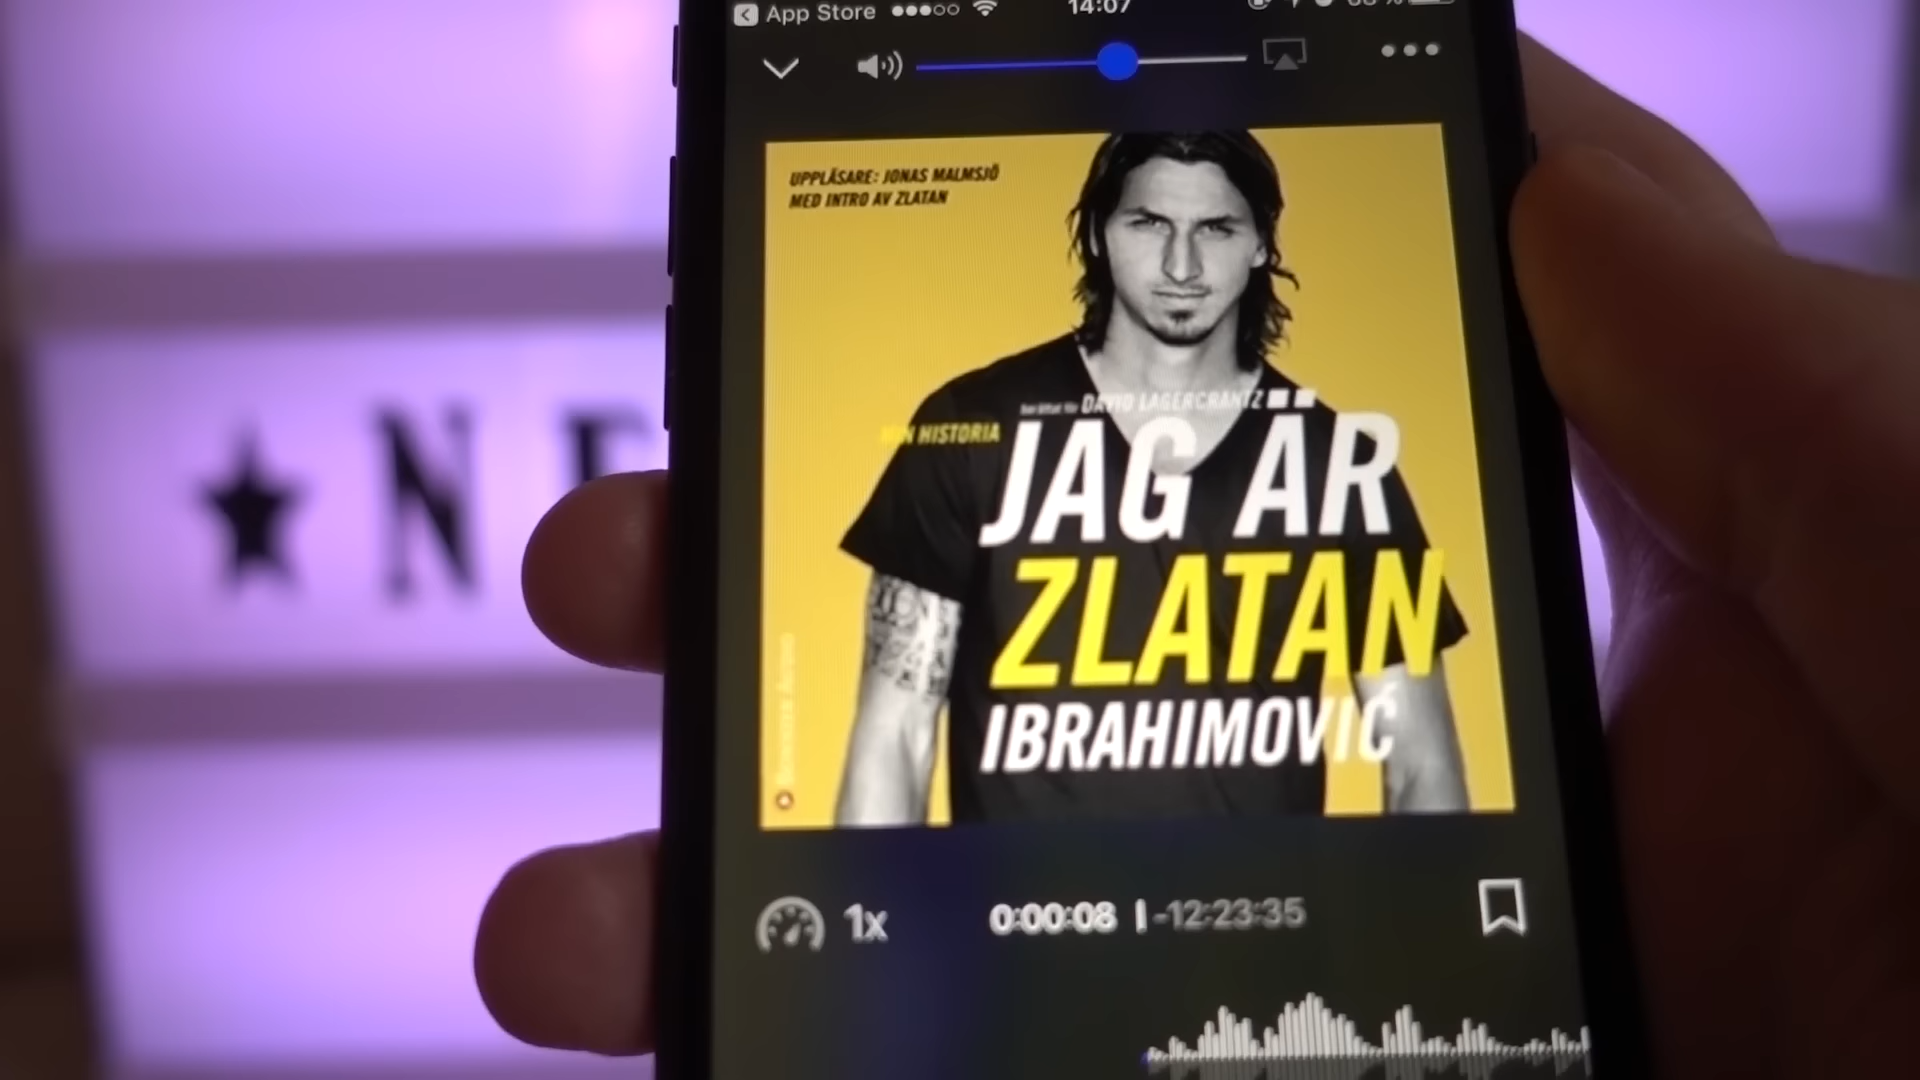 App Store
14:07
UPPLÄSARE: JONAS MALMSJÖ
MED INTRO AV ZLATAN
DAVID LAGERCRANTZ
MIN HISTORIA
JAG ÄR
ZLATAN
IBRAHIMOVIĆ
1x 0:00:08 | -12:23:35
N